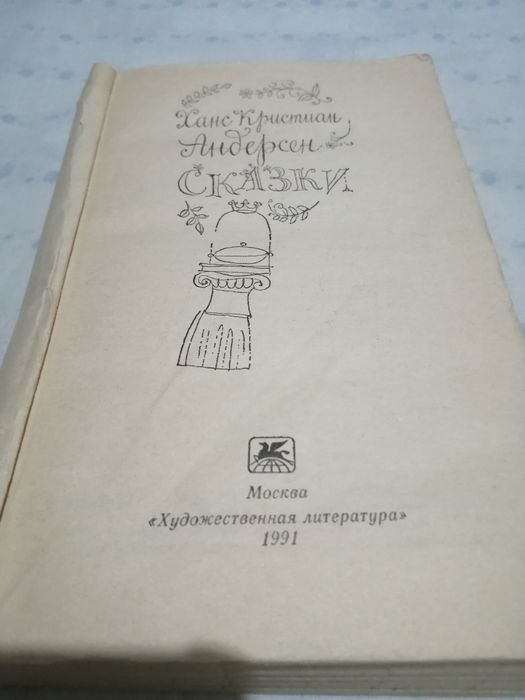 Ханс Кристиан
Андерсен
СКАЗКИ
Москва
«Художественная литература»
1991